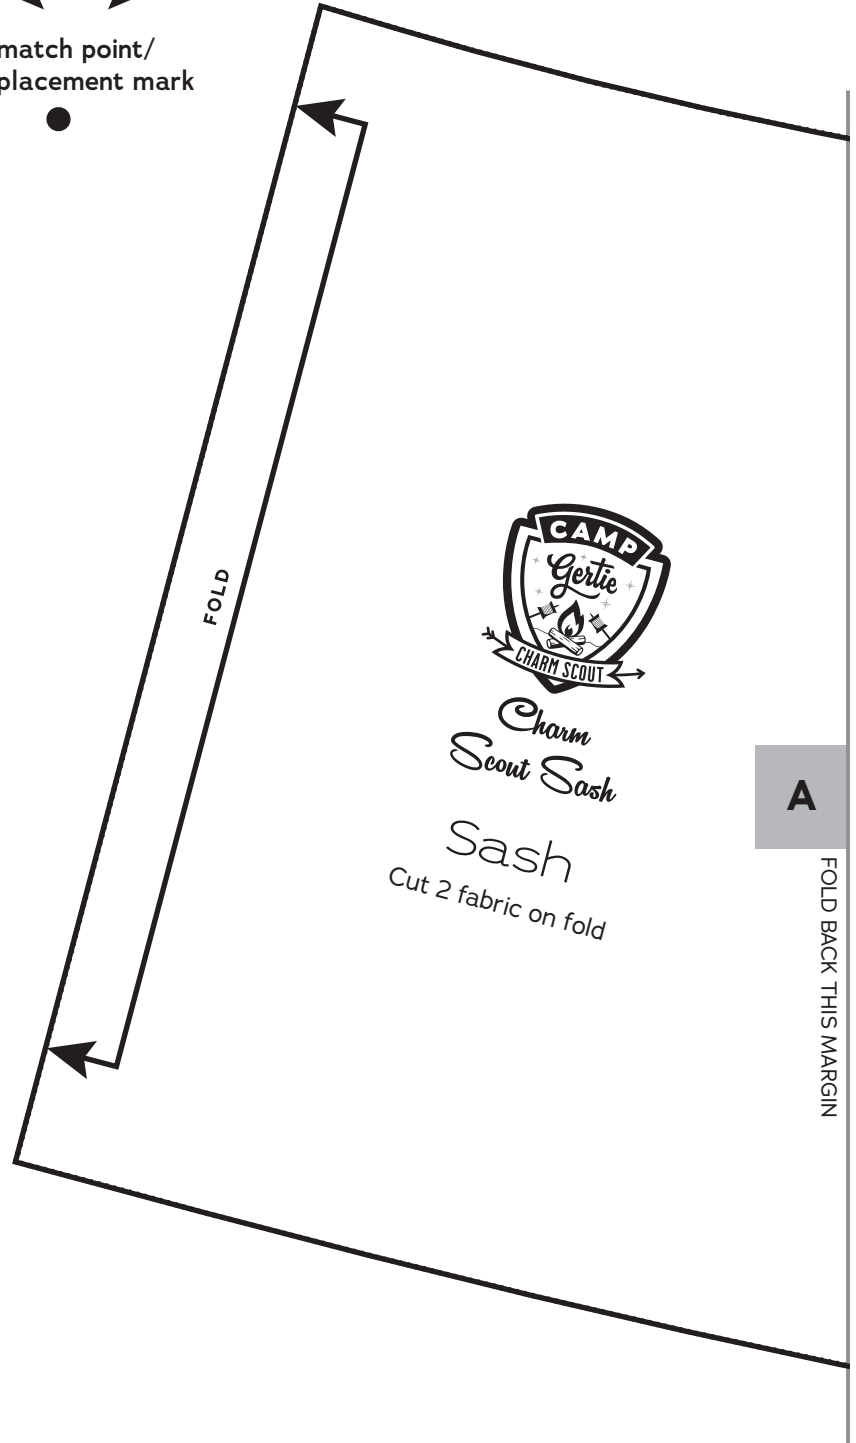 match point/
placement mark
FOLD
CAMP
Gertie
CHARM SCOUT
Charm
Scout Sash
Sash
Cut 2 fabric on fold
A
FOLD BACK THIS MARGIN